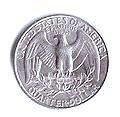 UNITED STATES OF AMERICA
QUARTER DOLLAR